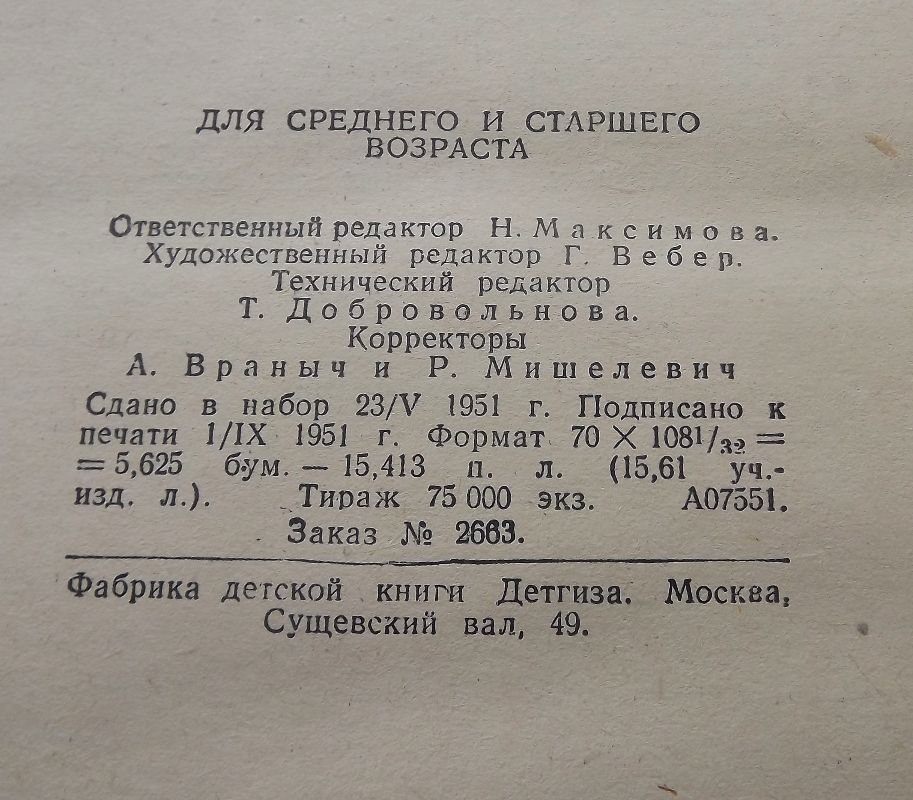 ДЛЯ СРЕДНЕГО И СТАРШЕГО
ВОЗРАСТА
Ответственный редактор Н. Максимова.
Художественный редактор Г. Вебер.
Технический редактор
Т. Добровольнова.
Корректоры
А. Враныч и Р. Мишелевич
Сдано в набор 23/V 1951 г. Подписано к
печати 1/IX 1951 г. Формат 70 × 1081/32 =
= 5,625 бум. — 15,413 п. л. (15,61 уч.-
изд. л.). Тираж 75 000 экз. А07551.
Заказ № 2663.
Фабрика детской книги Детгиза. Москва,
Сущевский вал, 49.